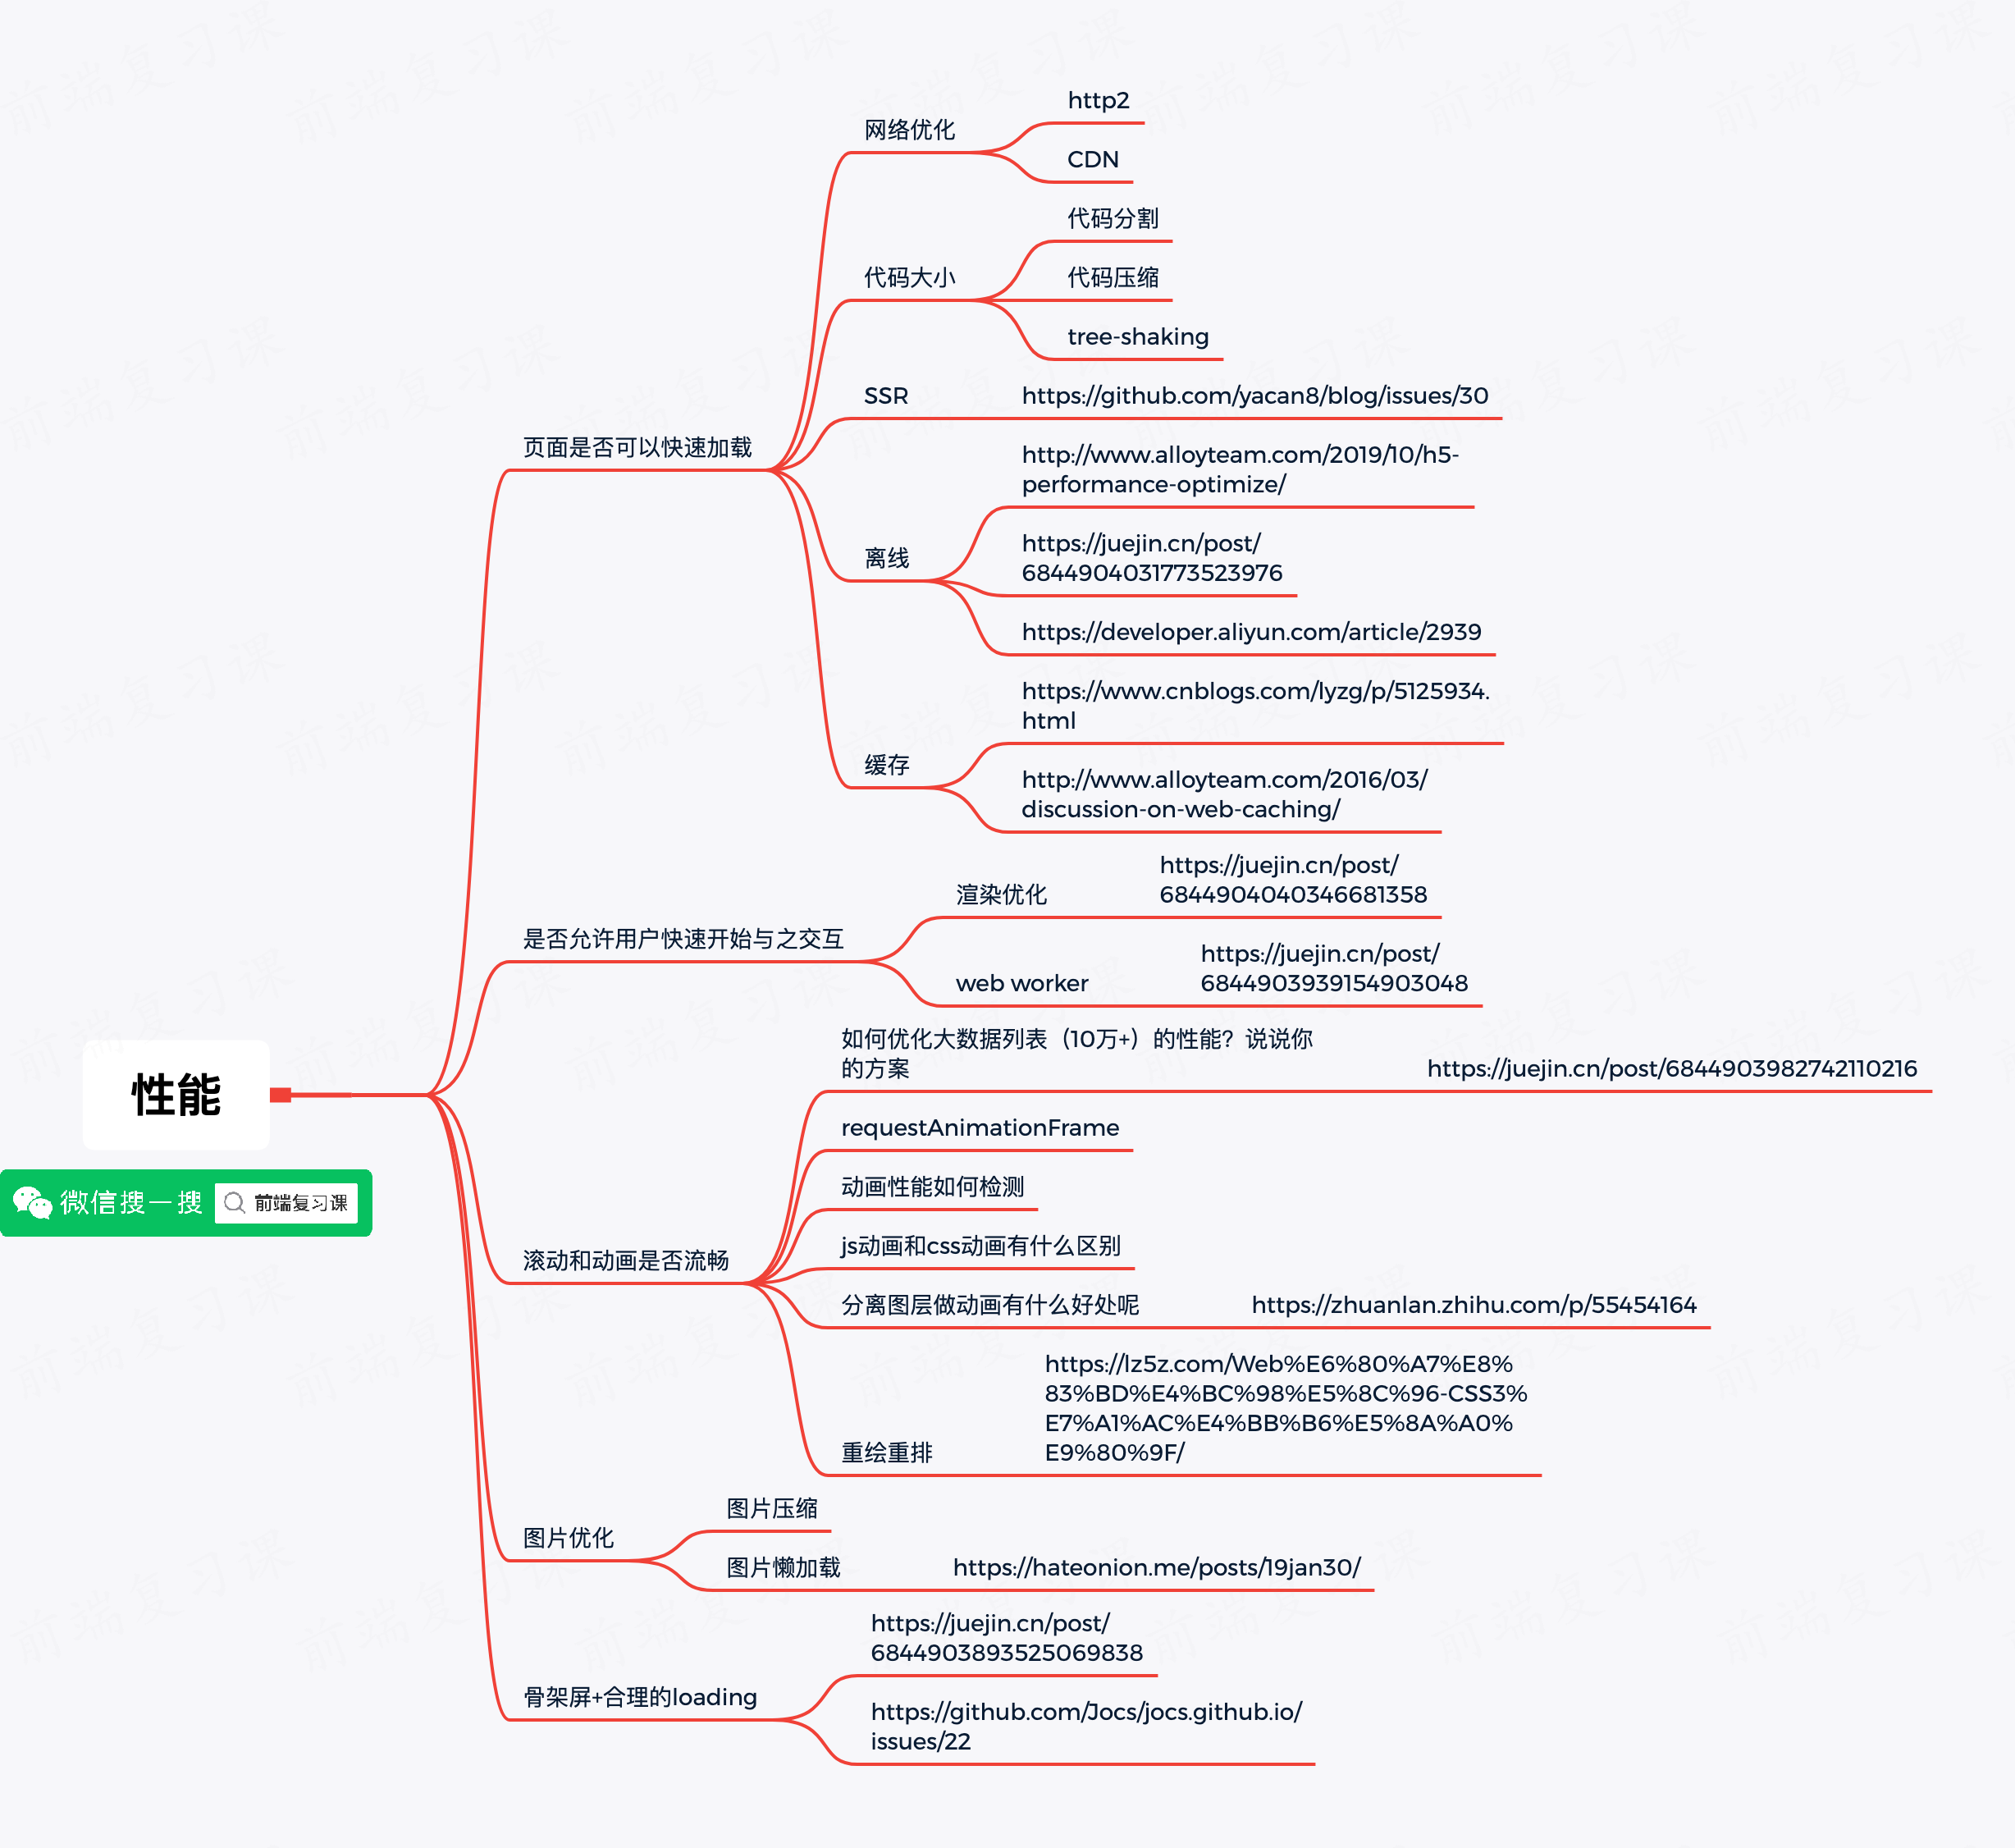 http2
网络优化
CDN
代码分割
代码大小
代码压缩
tree-shaking
SSR
https://github.com/yacan8/blog/issues/30
页面是否可以快速加载
http://www.alloyteam.com/2019/10/h5-
performance-optimize/
离线
https://juejin.cn/post/
6844904031773523976
https://developer.aliyun.com/article/2939
https://www.cnblogs.com/lyzg/p/5125934.
html
缓存
http://www.alloyteam.com/2016/03/
discussion-on-web-caching/
是否允许用户快速开始与之交互
渲染优化
https://juejin.cn/post/
6844904040346681358
web worker
https://juejin.cn/post/
6844903939154903048
性能
微信搜一搜
前端复习课
滚动和动画是否流畅
如何优化大数据列表（10万+）的性能？说说你
的方案
https://juejin.cn/post/6844903982742110216
requestAnimationFrame
动画性能如何检测
js动画和css动画有什么区别
分离图层做动画有什么好处呢
https://zhuanlan.zhihu.com/p/55454164
重绘重排
https://lz5z.com/Web%E6%80%A7%E8%
83%BD%E4%BC%98%E5%8C%96-CSS3%
E7%A1%AC%E4%BB%B6%E5%8A%A0%
E9%80%9F/
图片优化
图片压缩
图片懒加载
https://hateonion.me/posts/19jan30/
骨架屏+合理的loading
https://juejin.cn/post/
6844903893525069838
https://github.com/Jocs/jocs.github.io/
issues/22